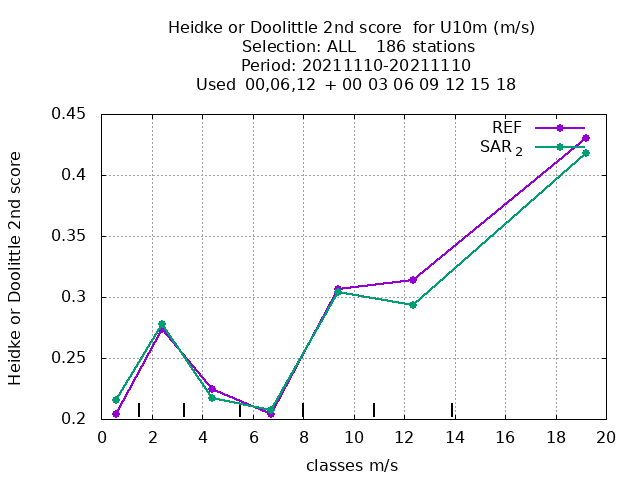 Heidke or Doolittle 2nd score  for U10m (m/s)
Selection: ALL    186 stations
Period: 20211110-20211110
Used  00,06,12  + 00 03 06 09 12 15 18
REF
SAR 2
Heidke or Doolittle 2nd score
0.45
0.4
0.35
0.3
0.25
0.2
0 2 4 6 8 10 12 14 16 18 20
classes m/s